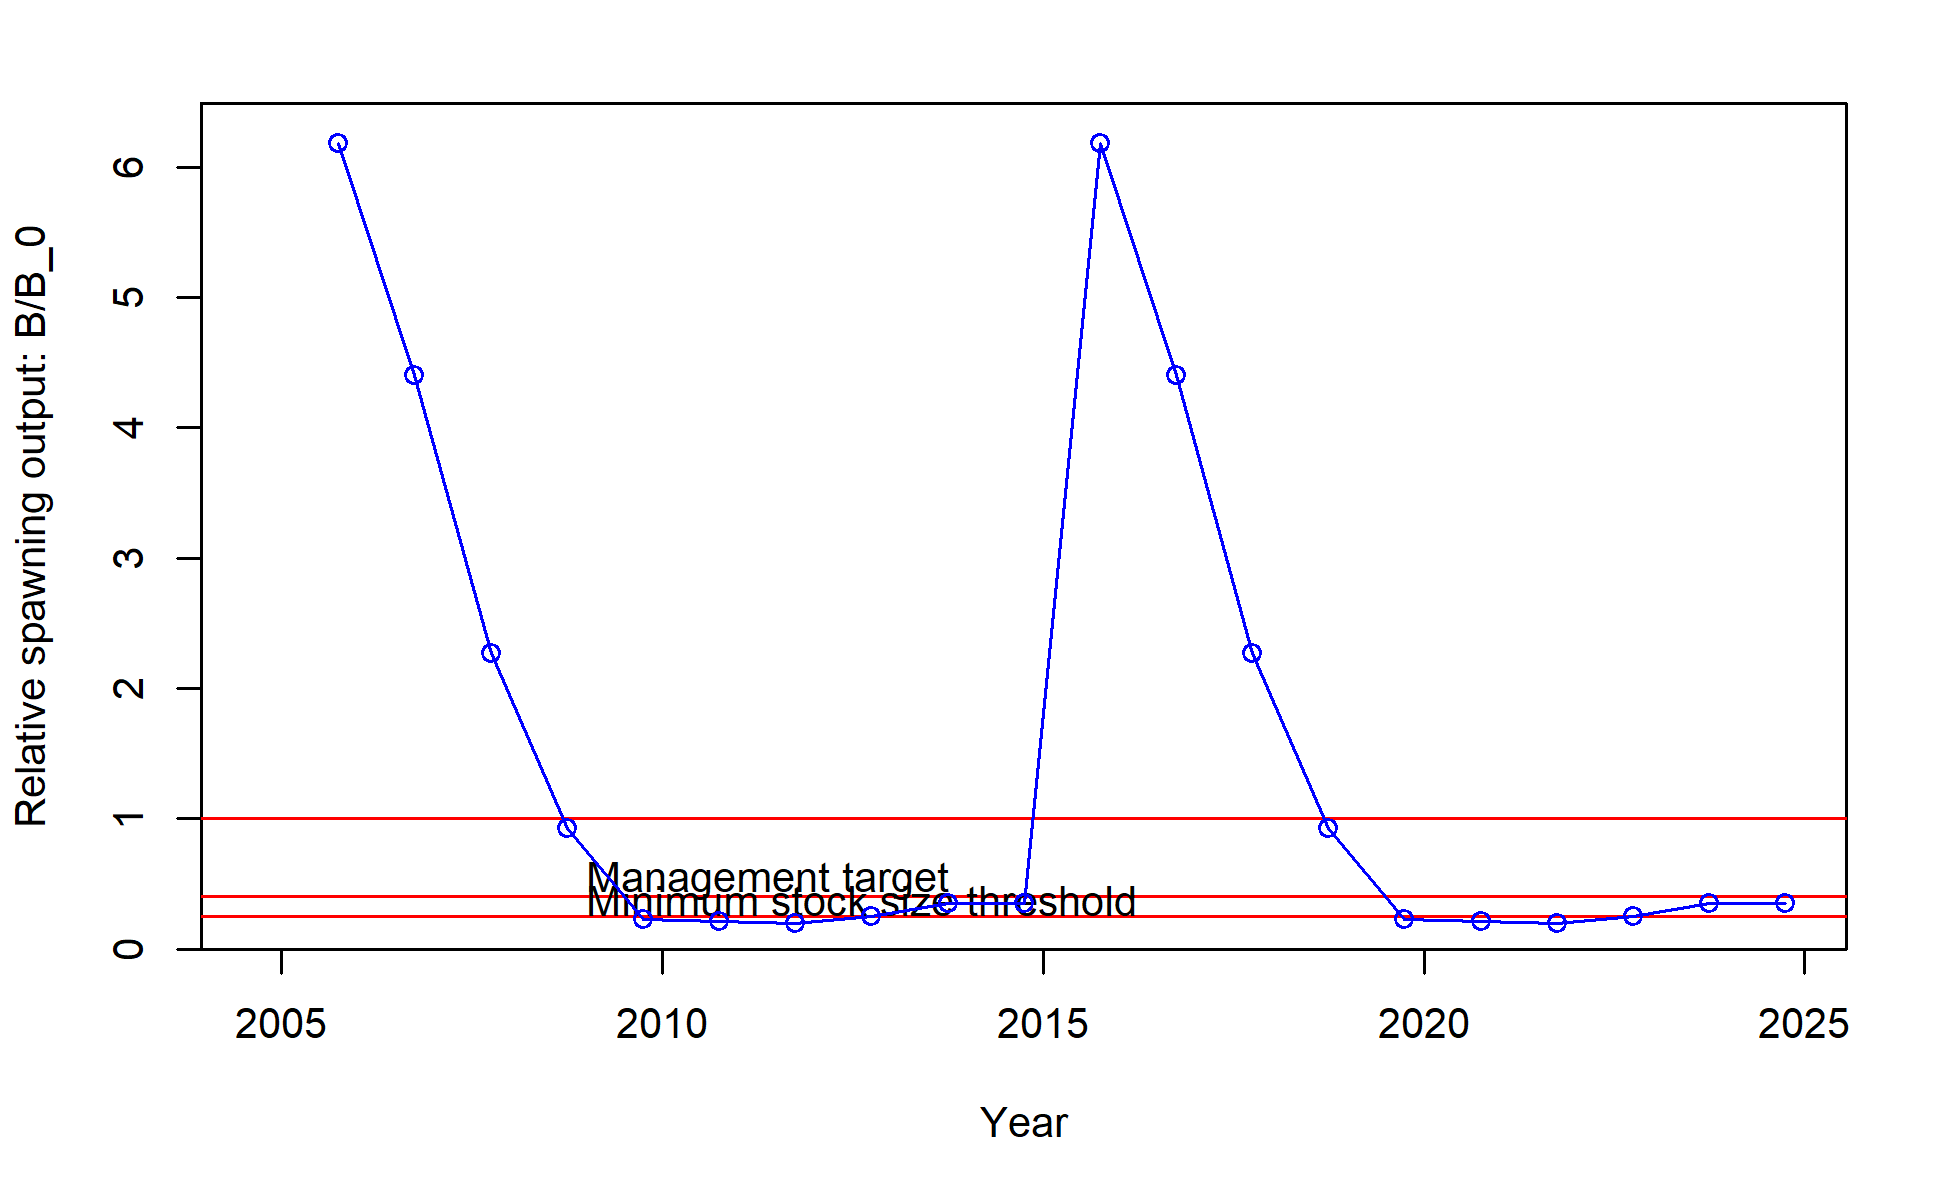 Relative spawning output: B/B_0
6
5
4
3
2
1
0
Management target
Minimum stock size threshold
2005 2010 2015 2020 2025
Year